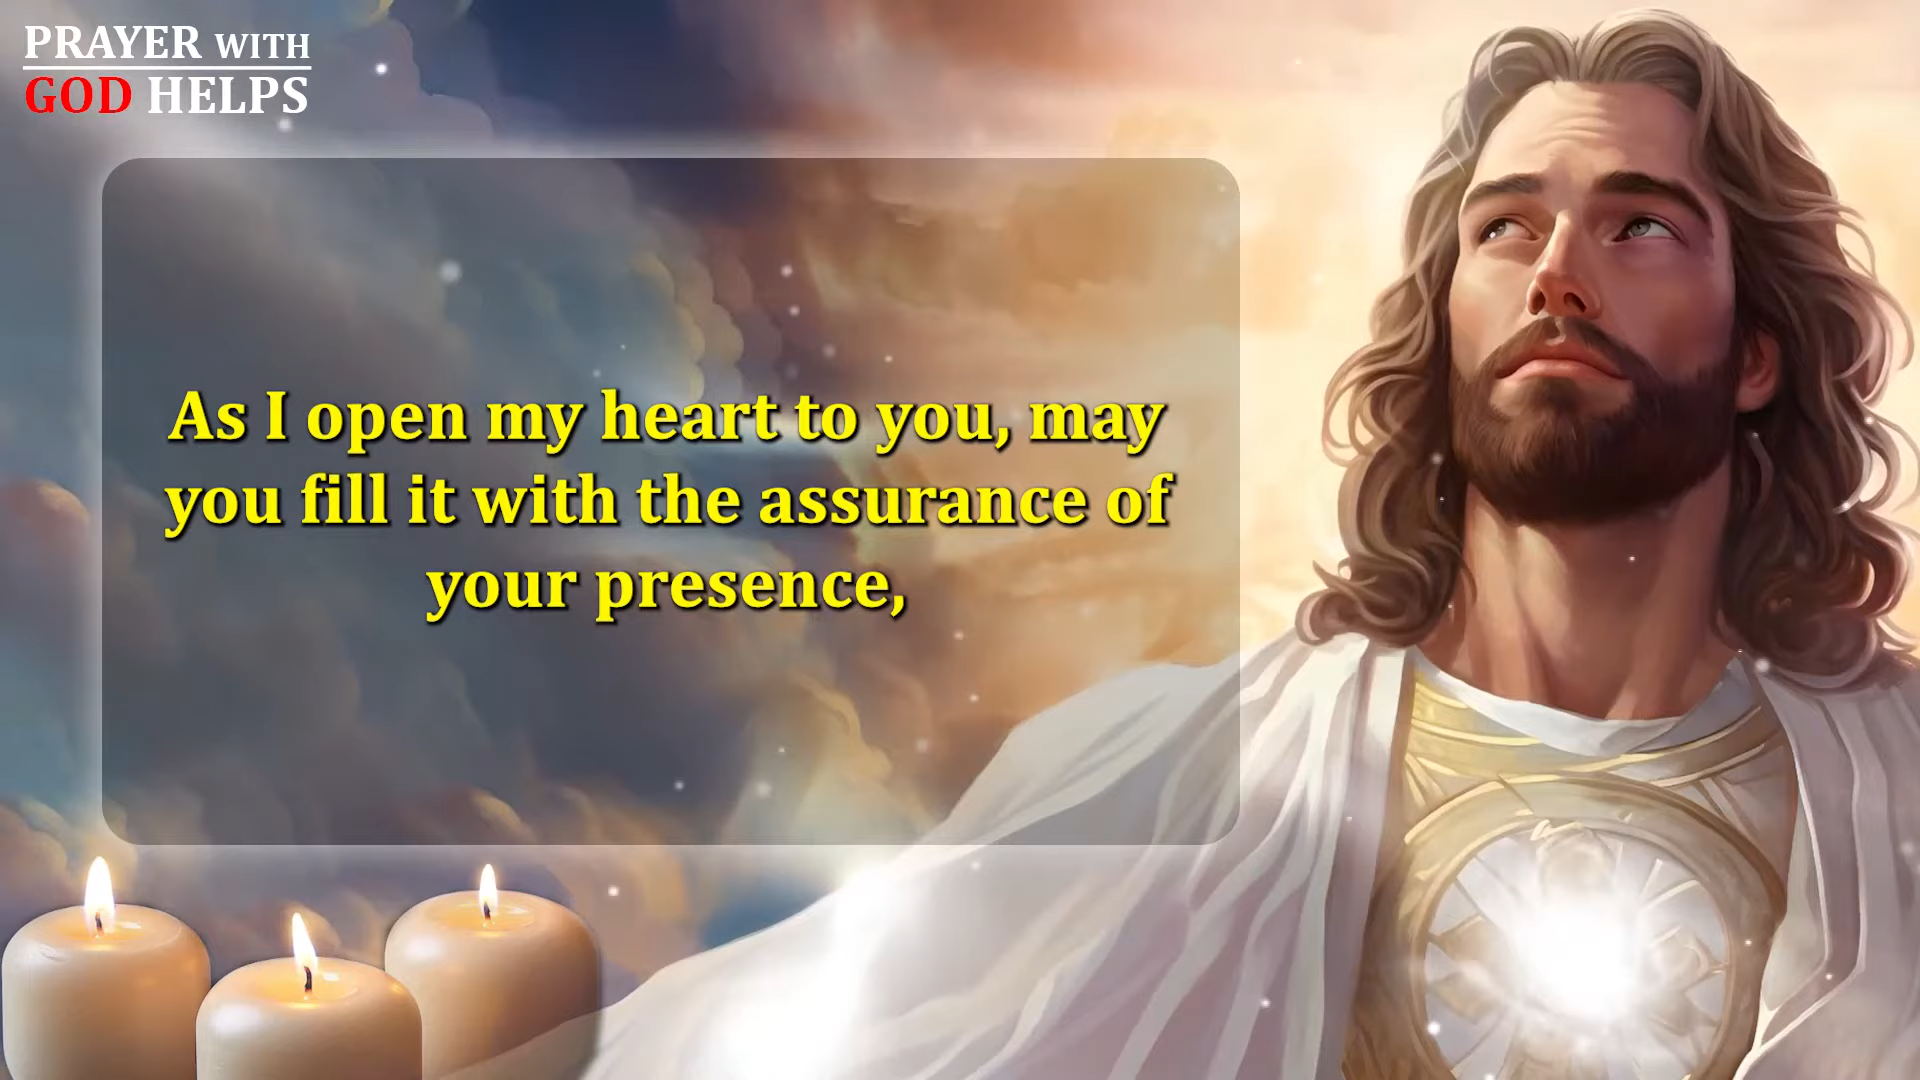 PRAYER WITH
GOD HELPS
As I open my heart to you, may
you fill it with the assurance of
your presence,